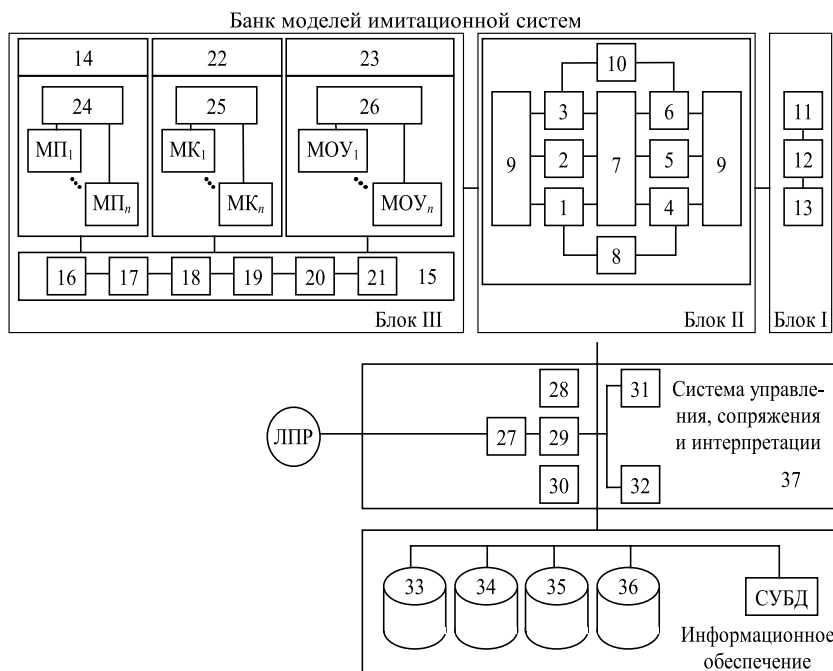 Банк моделей имитационной систем
14 22 23 10
24 25 26 3 6 11
МП₁ МК₁ МОУ₁ 9 2 7 5 9 12
МПₙ МКₙ МОУₙ 1 4 13
8
16 17 18 19 20 21 15
Блок III Блок II Блок I
28 31 Система управле-
ния, сопряжения
ЛПР 27 29 и интерпретации
30 32 37
33 34 35 36 СУБД
Информационное
обеспечение